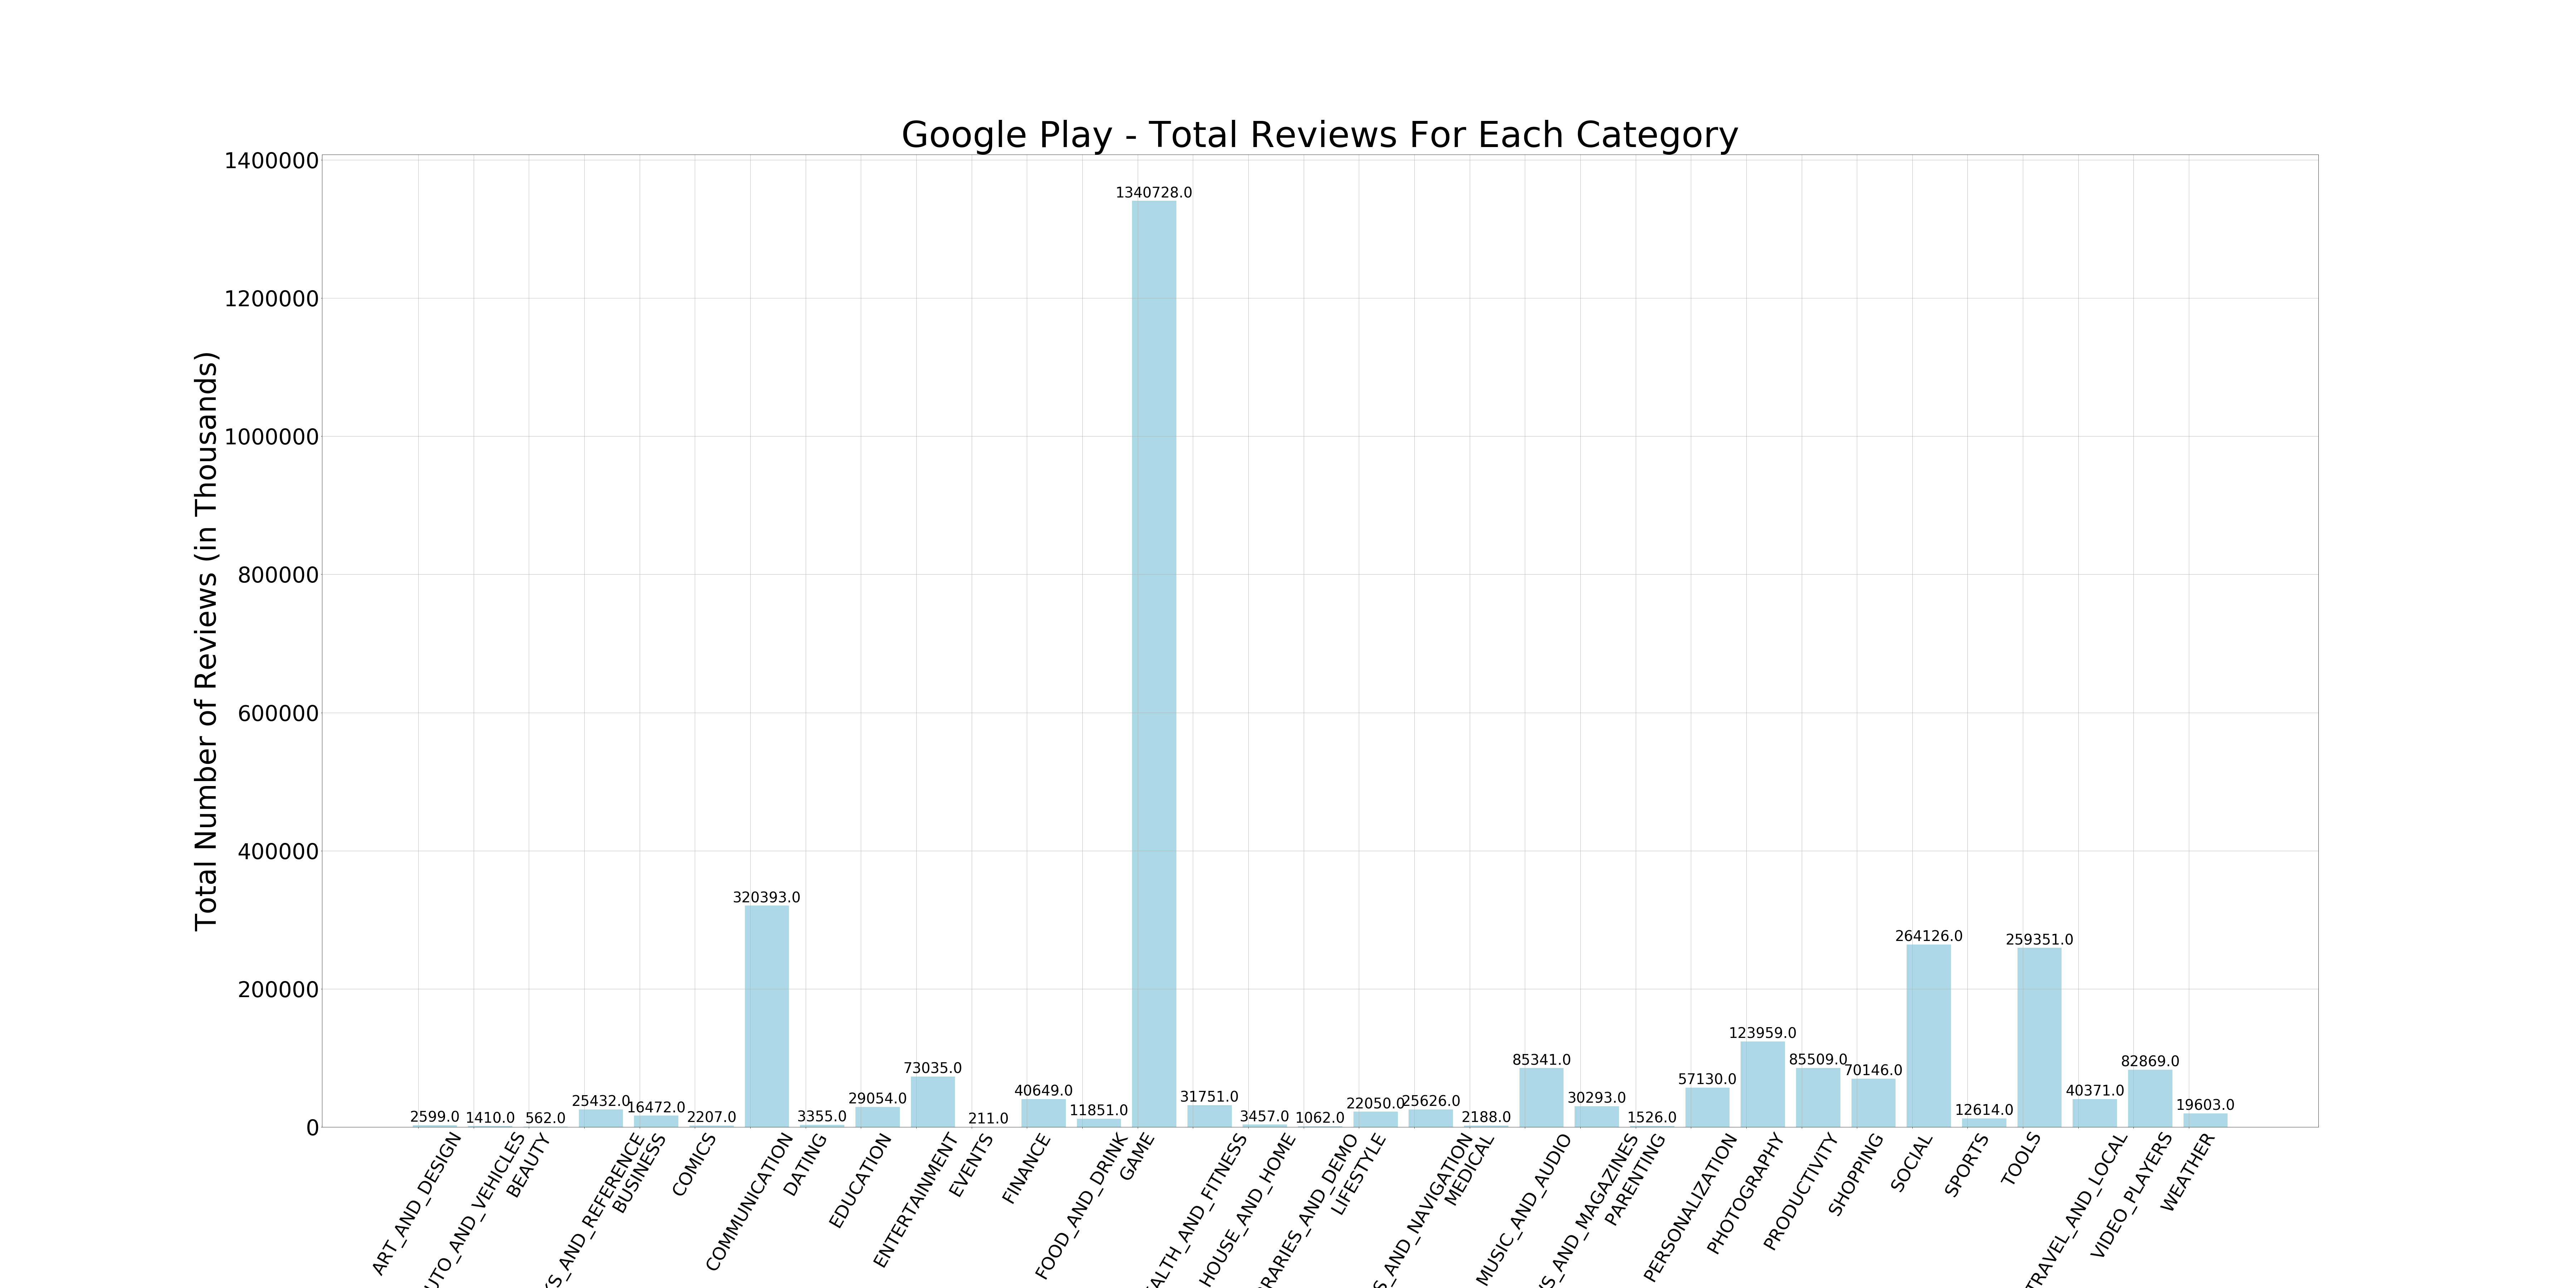 Google Play - Total Reviews For Each Category
Total Number of Reviews (in Thousands)
1400000
1200000
1000000
800000
600000
400000
200000
0
2599.0
1410.0
562.0
25432.0
16472.0
2207.0
320393.0
3355.0
29054.0
73035.0
211.0
40649.0
11851.0
1340728.0
31751.0
3457.0
1062.0
22050.0
25626.0
2188.0
85341.0
30293.0
1526.0
57130.0
123959.0
85509.0
70146.0
264126.0
12614.0
259351.0
40371.0
82869.0
19603.0
ART_AND_DESIGN
UTO_AND_VEHICLES
BEAUTY
S_AND_REFERENCE
BUSINESS
COMICS
COMMUNICATION
DATING
EDUCATION
ENTERTAINMENT
EVENTS
FINANCE
FOOD_AND_DRINK
GAME
ALTH_AND_FITNESS
HOUSE_AND_HOME
RARIES_AND_DEMO
LIFESTYLE
S_AND_NAVIGATION
MEDICAL
MUSIC_AND_AUDIO
S_AND_MAGAZINES
PARENTING
PERSONALIZATION
PHOTOGRAPHY
PRODUCTIVITY
SHOPPING
SOCIAL
SPORTS
TOOLS
TRAVEL_AND_LOCAL
VIDEO_PLAYERS
WEATHER